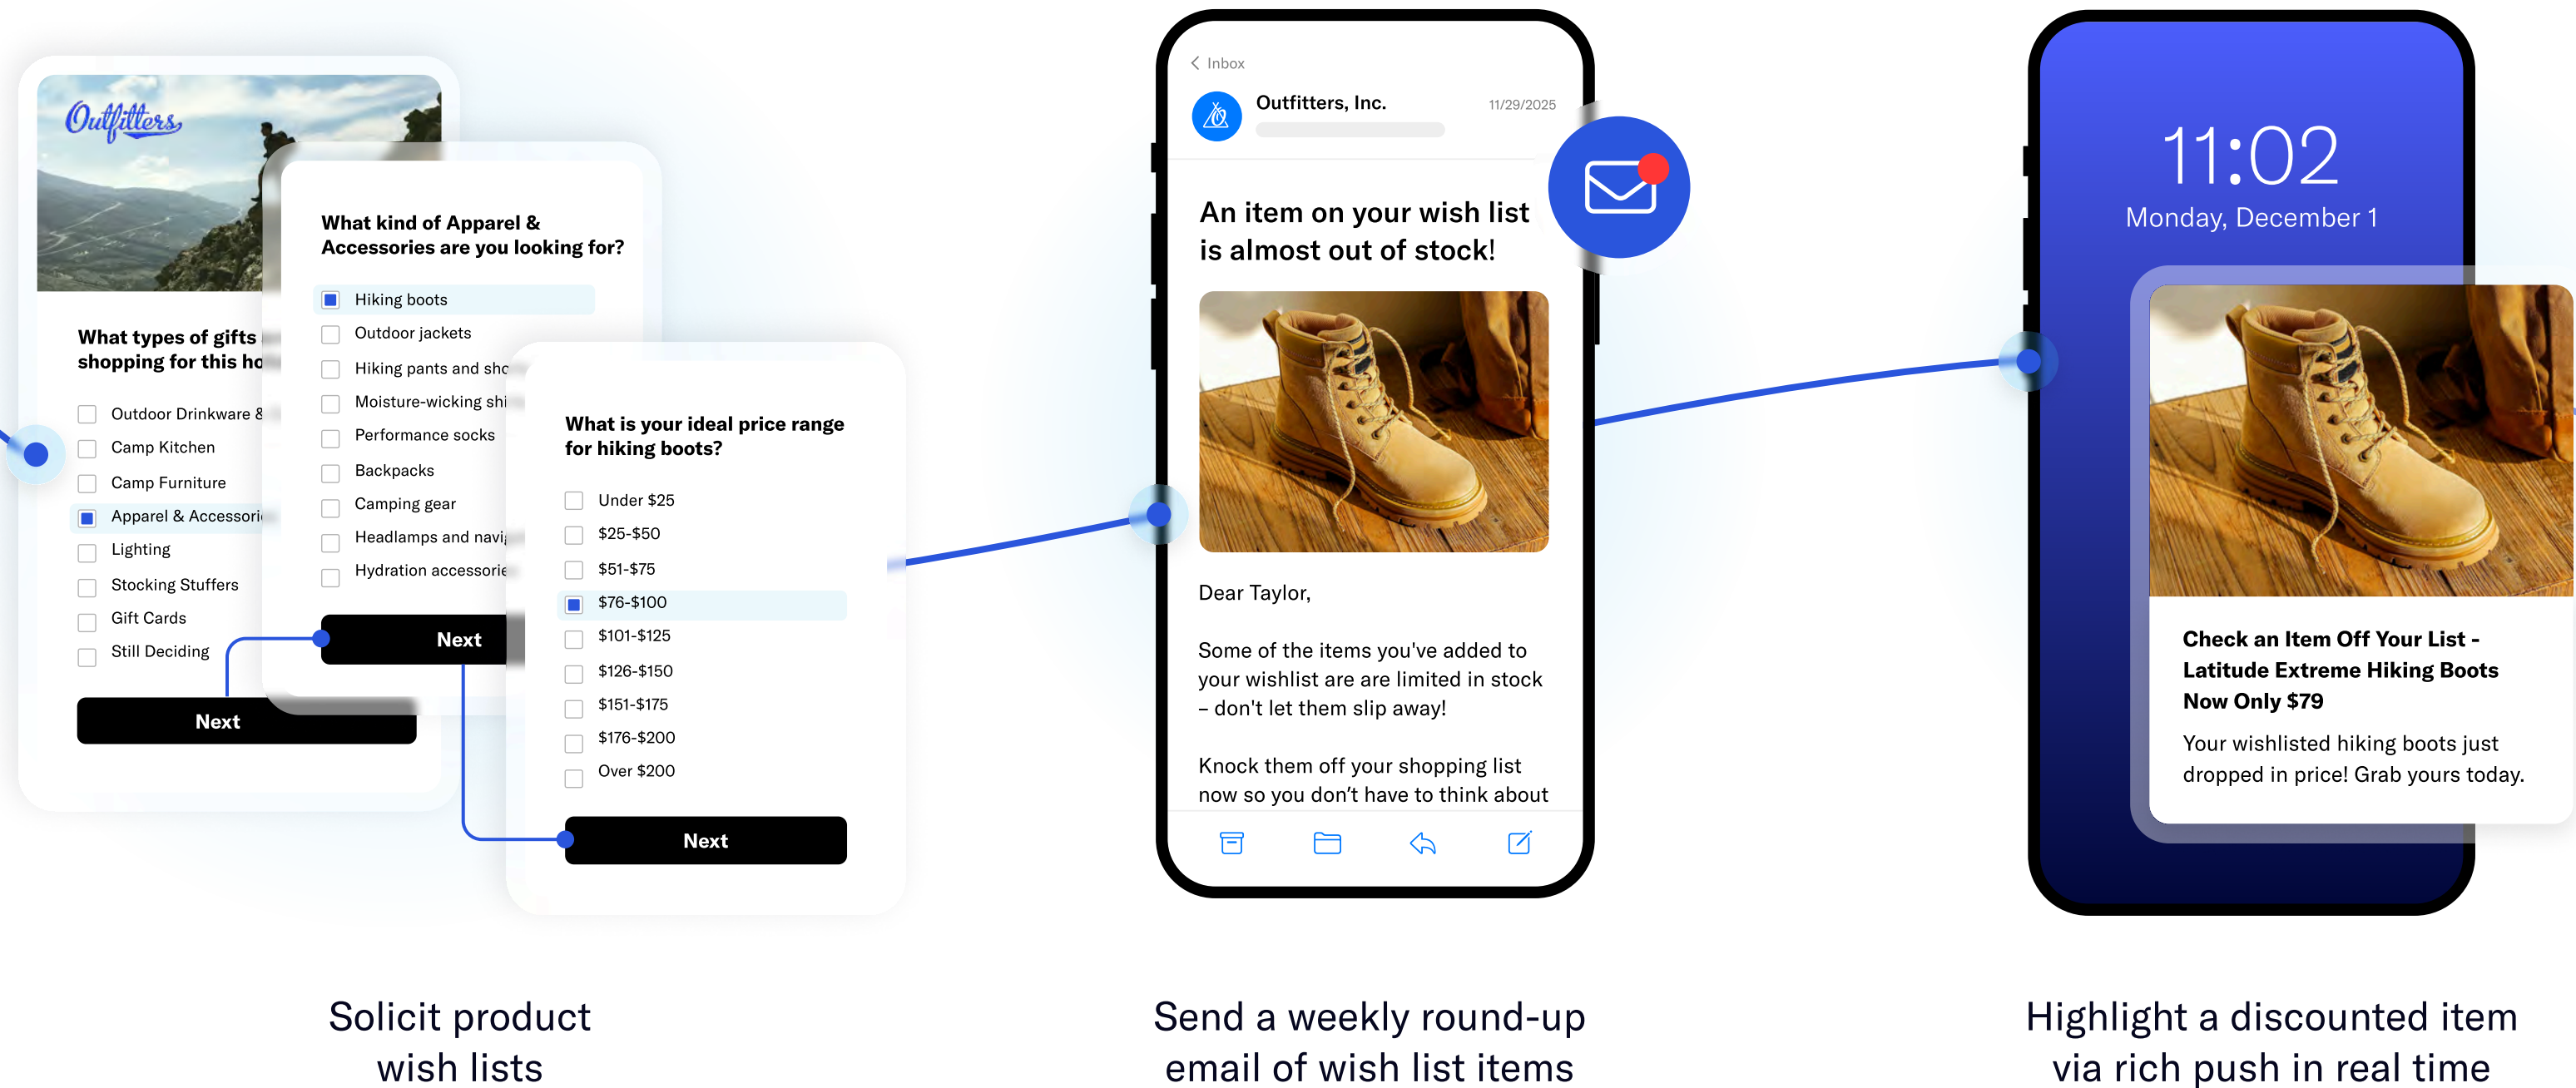 Outfitters
What types of gifts
shopping for this
Outdoor Drinkware &
Camp Kitchen
Camp Furniture
Apparel &
Lighting
Stocking Stuffers
Gift Cards
Still Deciding
Next
What kind of Apparel &
Accessories are you looking for?
Hiking boots
Outdoor jackets
Hiking pants and
Moisture-wicking
Performance socks
Backpacks
Camping gear
Headlamps and
Hydration
Next
What is your ideal price range
for hiking boots?
Under $25
$25-$50
$51-$75
$76-$100
$101-$125
$126-$150
$151-$175
$176-$200
Over $200
Next
Solicit product
wish lists
Inbox
Outfitters, Inc.
11/29/2025
An item on your wish list
is almost out of stock!
Dear Taylor,
Some of the items you've added to
your wishlist are are limited in stock
– don't let them slip away!
Knock them off your shopping list
now so you don’t have to think about
Send a weekly round-up
email of wish list items
11:02
Monday, December 1
Check an Item Off Your List -
Latitude Extreme Hiking Boots
Now Only $79
Your wishlisted hiking boots just
dropped in price! Grab yours today.
Highlight a discounted item
via rich push in real time